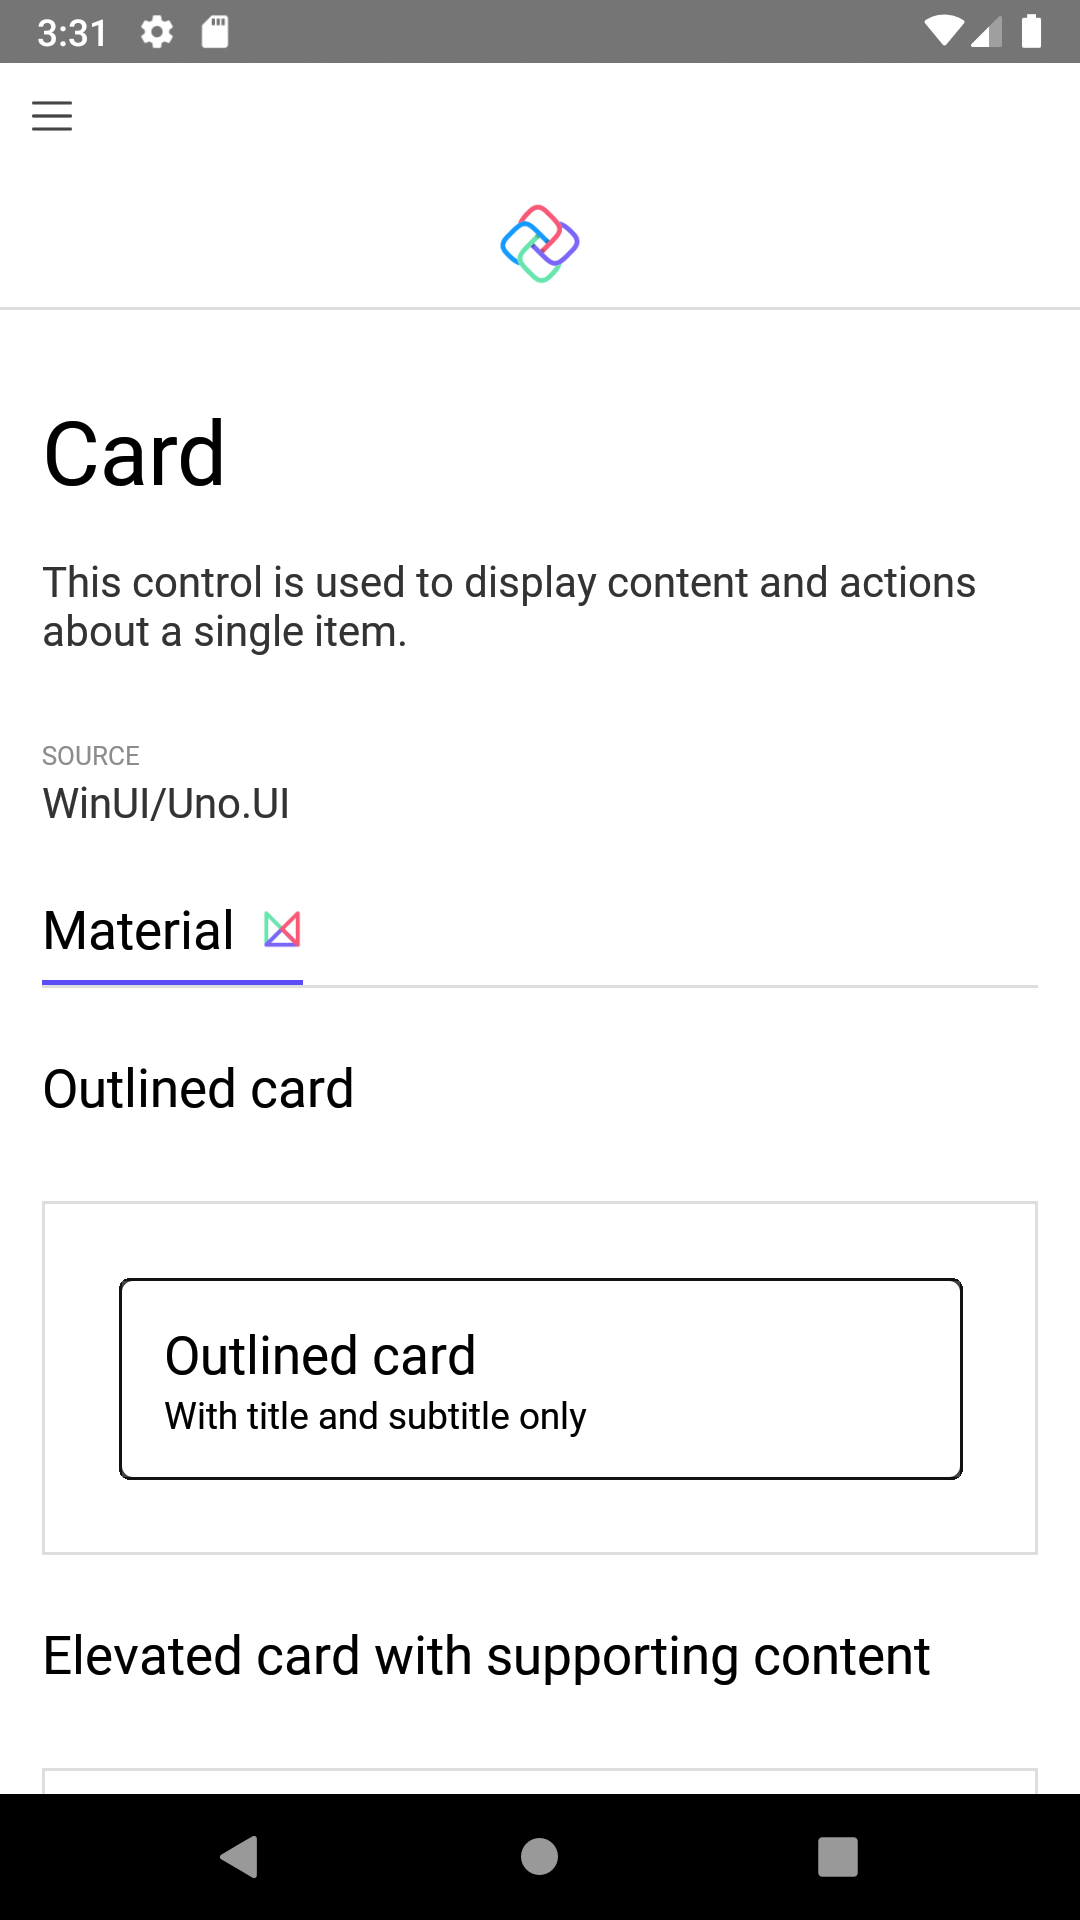 3:31
Card
This control is used to display content and actions
about a single item.
SOURCE
WinUI/Uno.UI
Material
Outlined card
Outlined card
With title and subtitle only
Elevated card with supporting content